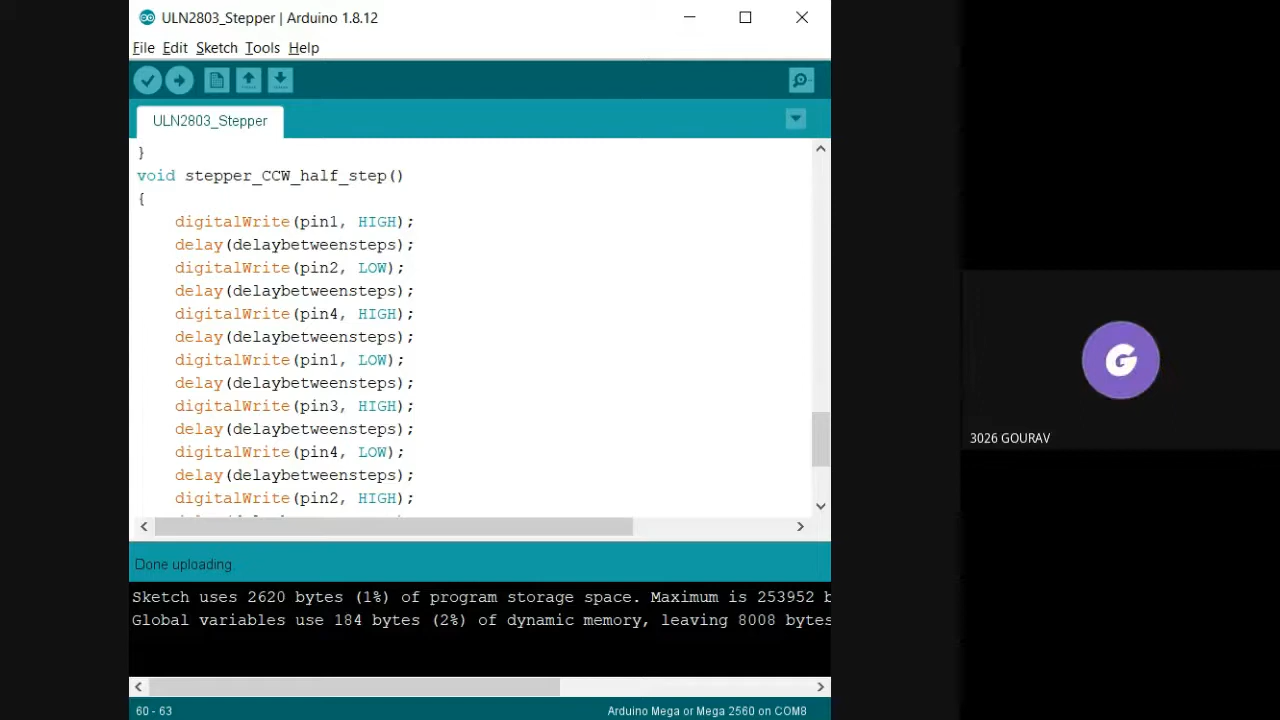 ULN2803_Stepper | Arduino 1.8.12
File Edit Sketch Tools Help
ULN2803_Stepper
}
void stepper_CCW_half_step()
{
digitalWrite(pin1, HIGH);
delay(delaybetweensteps);
digitalWrite(pin2, LOW);
delay(delaybetweensteps);
digitalWrite(pin4, HIGH);
delay(delaybetweensteps);
digitalWrite(pin1, LOW);
delay(delaybetweensteps);
digitalWrite(pin3, HIGH);
delay(delaybetweensteps);
digitalWrite(pin4, LOW);
delay(delaybetweensteps);
digitalWrite(pin2, HIGH);
G
3026 GOURAV
Done uploading.
Sketch uses 2620 bytes (1%) of program storage space. Maximum is 253952 b
Global variables use 184 bytes (2%) of dynamic memory, leaving 8008 bytes
60 - 63
Arduino Mega or Mega 2560 on COM8